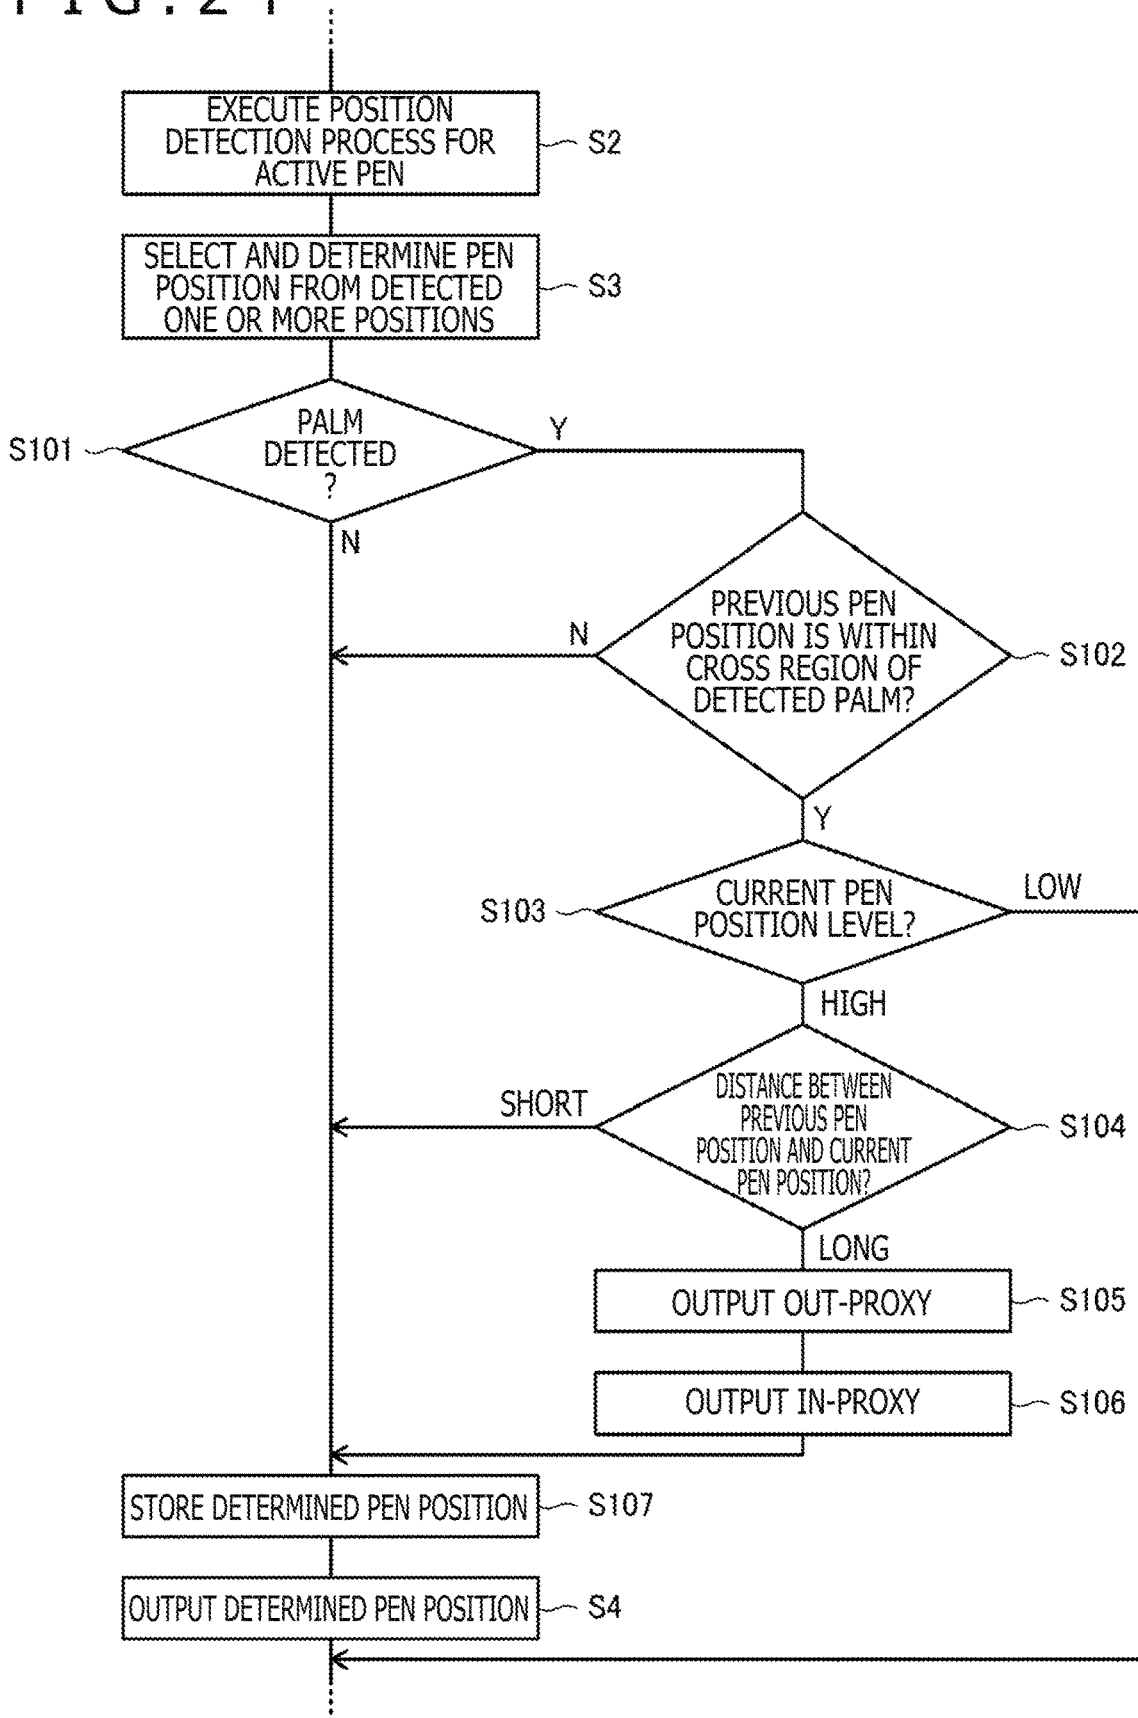 EXECUTE POSITION
DETECTION PROCESS FOR
ACTIVE PEN
S2
SELECT AND DETERMINE PEN
POSITION FROM DETECTED
ONE OR MORE POSITIONS
S3
S101
PALM
DETECTED
?
Y
N
PREVIOUS PEN
POSITION IS WITHIN
CROSS REGION OF
DETECTED PALM?
N
S102
Y
S103
CURRENT PEN
POSITION LEVEL?
LOW
HIGH
SHORT
DISTANCE BETWEEN
PREVIOUS PEN
POSITION AND CURRENT
PEN POSITION?
S104
LONG
OUTPUT OUT-PROXY
S105
OUTPUT IN-PROXY
S106
STORE DETERMINED PEN POSITION
S107
OUTPUT DETERMINED PEN POSITION
S4